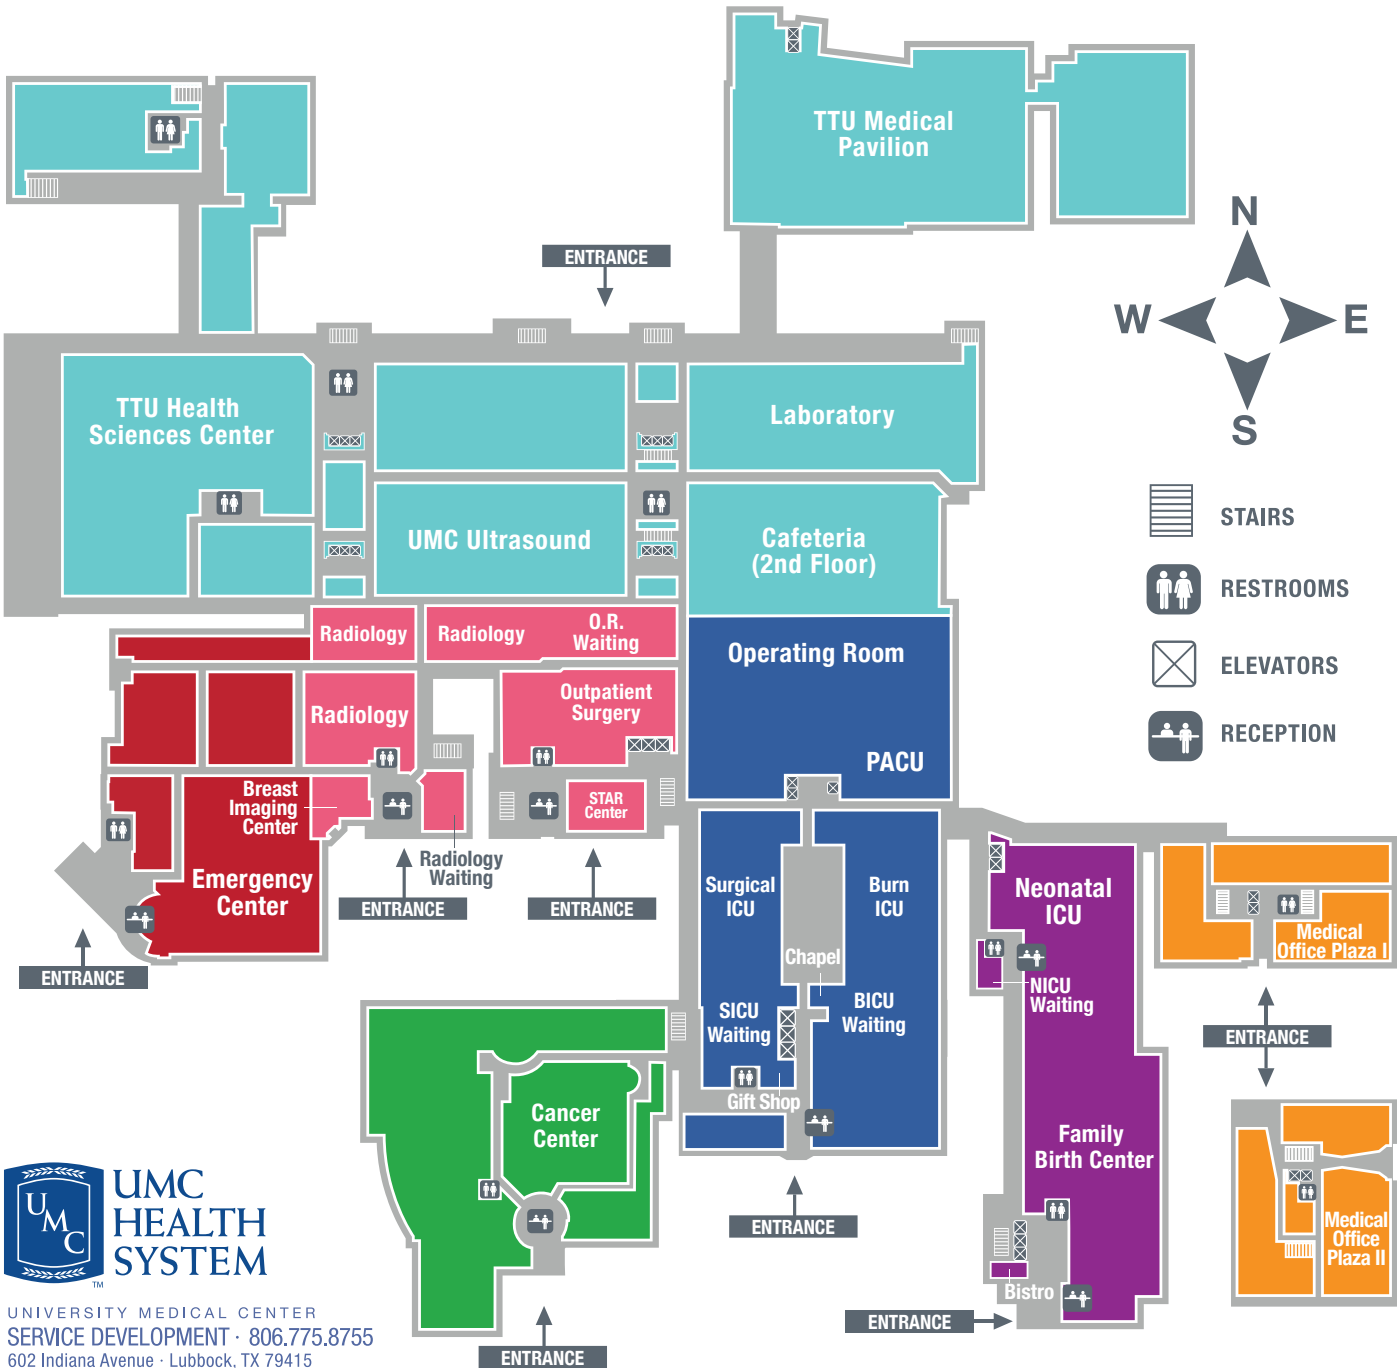 TTU Medical
Pavilion
N
W
E
S
ENTRANCE
TTU Health
Sciences Center
Laboratory
UMC Ultrasound
Cafeteria
(2nd Floor)
STAIRS
RESTROOMS
ELEVATORS
RECEPTION
Radiology
Radiology
O.R.
Waiting
Operating Room
Radiology
Outpatient
Surgery
PACU
Breast
Imaging
Center
STAR
Center
Radiology
Waiting
Emergency
Center
ENTRANCE
ENTRANCE
ENTRANCE
Surgical
ICU
Burn
ICU
Chapel
SICU
Waiting
BICU
Waiting
Gift Shop
Neonatal
ICU
NICU
Waiting
Medical
Office Plaza I
ENTRANCE
Cancer
Center
Family
Birth Center
Medical
Office
Plaza II
ENTRANCE
Bistro
ENTRANCE
ENTRANCE
UMC
UMC
HEALTH
SYSTEM
TM
UNIVERSITY MEDICAL CENTER
SERVICE DEVELOPMENT · 806.775.8755
602 Indiana Avenue · Lubbock, TX 79415